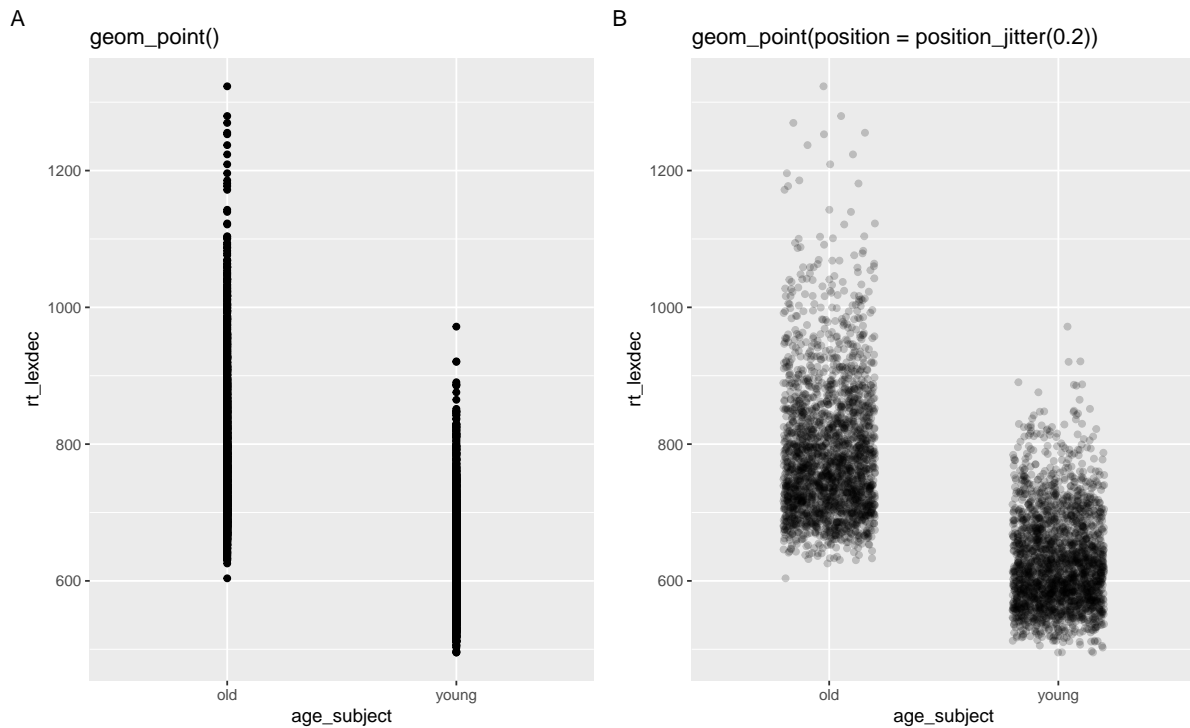 A
geom_point()
1200
1000
800
600
rt_lexdec
old
young
age_subject
B
geom_point(position = position_jitter(0.2))
1200
1000
800
600
rt_lexdec
old
young
age_subject